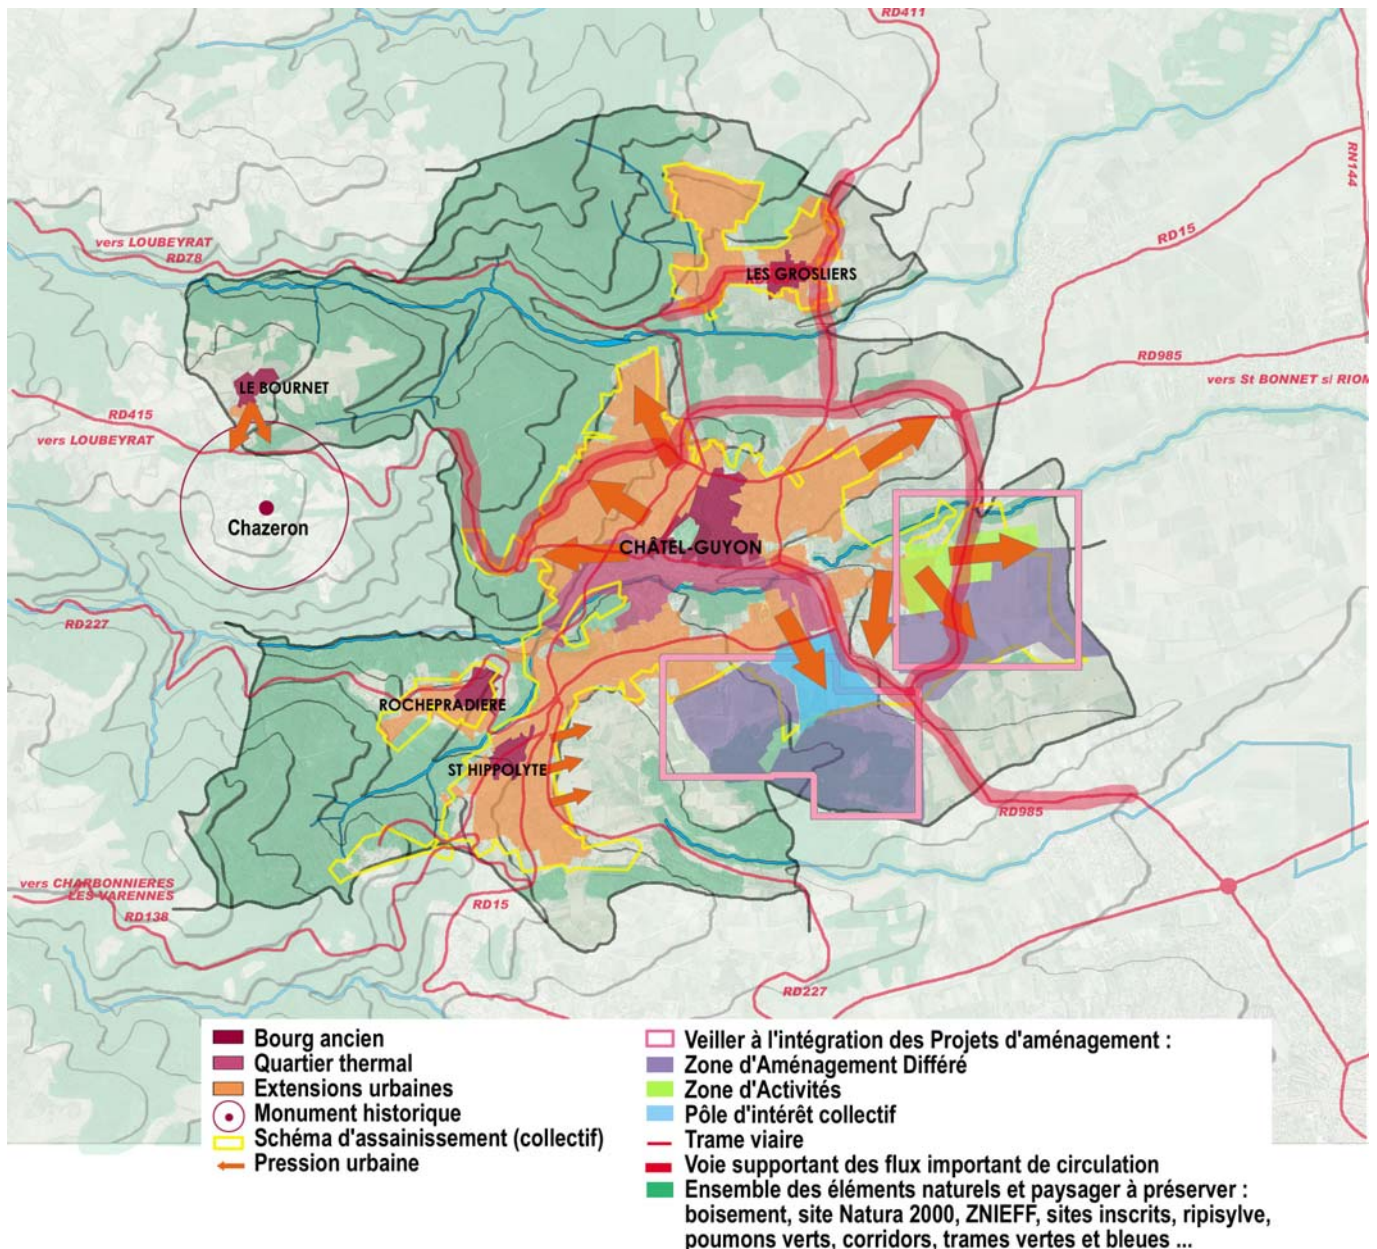 RD411
RN144
vers LOUBEYRAT
RD78
RD15
LES GROSLIERS
RD985
vers St BONNET s/ RIOM
LE BOURNET
RD415
vers LOUBEYRAT
Chazeron
CHÂTEL-GUYON
RD227
ROCHEPRADIERE
ST HIPPOLYTE
RD985
vers CHARBONNIERES
LES VARENNES
RD138
RD15
RD227
Bourg ancien
Quartier thermal
Extensions urbaines
Monument historique
Schéma d'assainissement (collectif)
Pression urbaine
Veiller à l'intégration des Projets d'aménagement :
Zone d'Aménagement Différé
Zone d'Activités
Pôle d'intérêt collectif
Trame viaire
Voie supportant des flux important de circulation
Ensemble des éléments naturels et paysager à préserver :
boisement, site Natura 2000, ZNIEFF, sites inscrits, ripisylve,
poumons verts, corridors, trames vertes et bleues ...